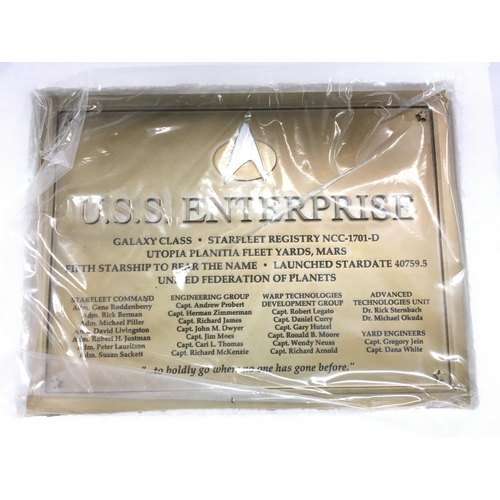 U.S.S. ENTERPRISE
GALAXY CLASS • STARFLEET REGISTRY NCC-1701-D
UTOPIA PLANITIA FLEET YARDS, MARS
FIFTH STARSHIP TO BEAR THE NAME • LAUNCHED STARDATE 40759.5
UNITED FEDERATION OF PLANETS
STARFLEET COMMAND
Adm. Gene Roddenberry
Adm. Rick Berman
Adm. Michael Piller
Adm. David Livingston
Adm. Robert H. Justman
Adm. Peter Lauritson
Adm. Susan Sackett
ENGINEERING GROUP
Capt. Andrew Probert
Capt. Herman Zimmerman
Capt. Richard James
Capt. John M. Dwyer
Capt. Jim Mees
Capt. Carl L. Thomas
Capt. Richard McKenzie
WARP TECHNOLOGIES
DEVELOPMENT GROUP
Capt. Robert Legato
Capt. Daniel Curry
Capt. Gary Hutzel
Capt. Ronald B. Moore
Capt. Wendy Neuss
Capt. Richard Arnold
ADVANCED
TECHNOLOGIES UNIT
Dr. Rick Sternbach
Dr. Michael Okuda
YARD ENGINEERS
Capt. Gregory Jein
Capt. Dana White
to boldly go where no one has gone before."